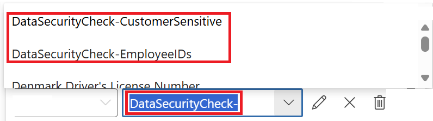 DataSecurityCheck-CustomerSensitive
DataSecurityCheck-EmployeeIDs
Denmark Driver's License Number
DataSecurityCheck-